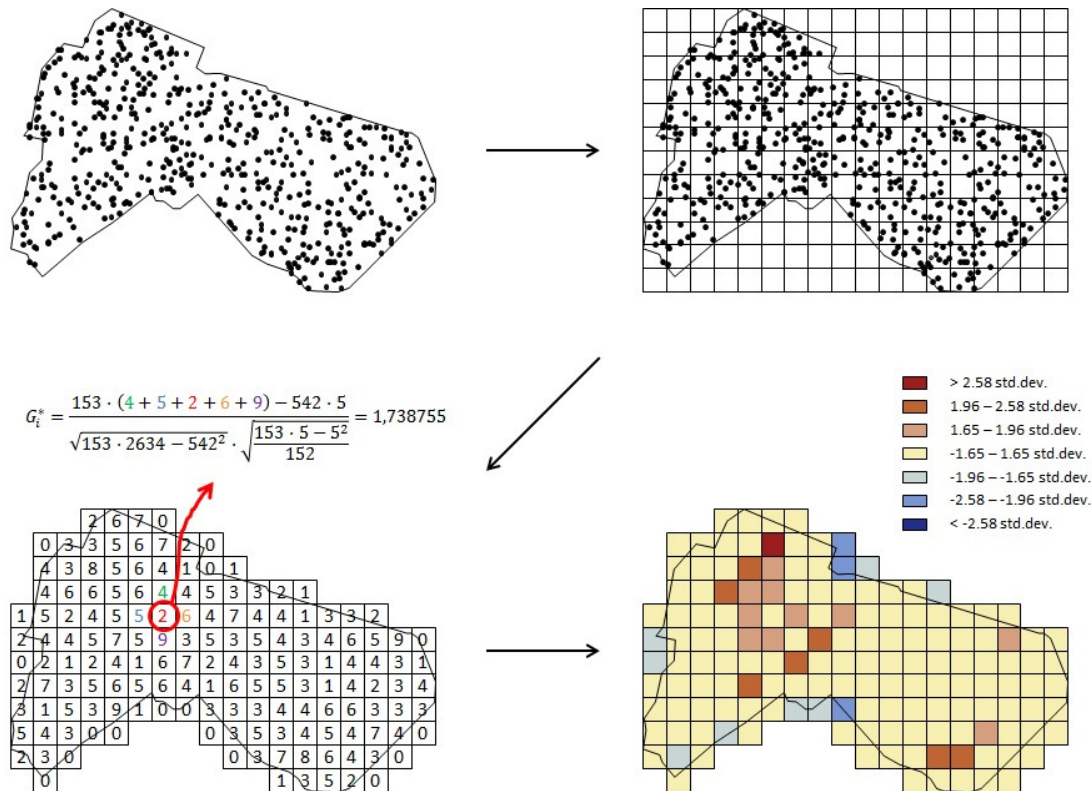 G*i = 153 · (4 + 5 + 2 + 6 + 9) − 542 · 5 / √(153 · 2634 − 542²) · √((153 · 5 − 5²) / 152) = 1,738755
> 2.58 std.dev.
1.96 – 2.58 std.dev.
1.65 – 1.96 std.dev.
-1.65 – 1.65 std.dev.
-1.96 – -1.65 std.dev.
-2.58 – -1.96 std.dev.
< -2.58 std.dev.
2 6 7 0
0 3 3 5 6 7 2 0
4 3 8 5 6 4 1 0 1
4 6 6 5 6 4 4 5 3 3 2 1
1 5 2 4 5 5 2 6 4 7 4 4 1 3 3 2
2 4 4 5 7 5 9 3 5 3 5 4 3 4 6 5 9 0
0 2 1 2 4 1 6 7 2 4 3 5 3 1 4 4 3 1
2 7 3 5 6 5 6 4 1 6 5 5 3 1 4 2 3 4
3 1 5 3 9 1 0 0 3 3 3 4 4 6 6 3 3 3
5 4 3 0 0 0 3 5 3 4 5 4 7 4 0
2 3 0 0 3 7 8 6 4 3 0
0 1 3 5 2 0